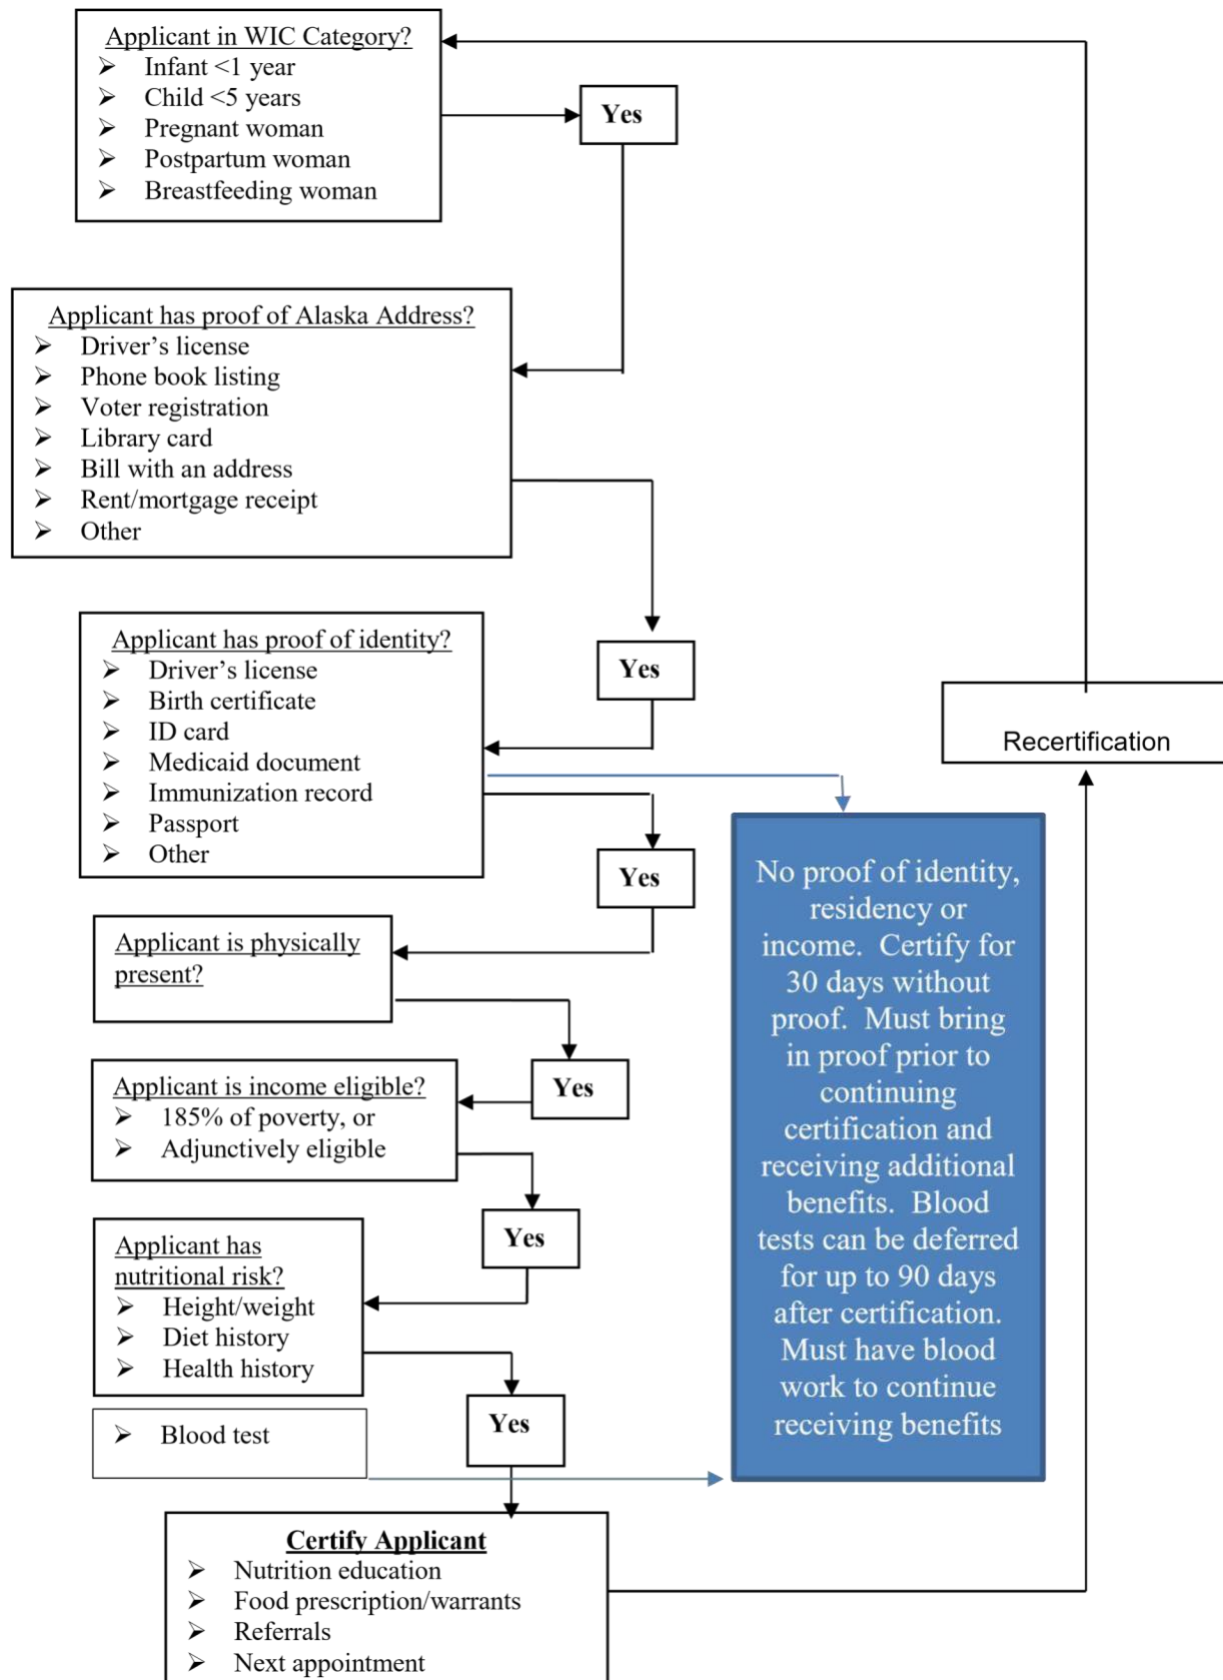 Applicant in WIC Category?
➢ Infant <1 year
➢ Child <5 years
➢ Pregnant woman
➢ Postpartum woman
➢ Breastfeeding woman
Yes
Applicant has proof of Alaska Address?
➢ Driver’s license
➢ Phone book listing
➢ Voter registration
➢ Library card
➢ Bill with an address
➢ Rent/mortgage receipt
➢ Other
Yes
Applicant has proof of identity?
➢ Driver’s license
➢ Birth certificate
➢ ID card
➢ Medicaid document
➢ Immunization record
➢ Passport
➢ Other
Yes
Applicant is physically
present?
Yes
Applicant is income eligible?
➢ 185% of poverty, or
➢ Adjunctively eligible
Yes
Applicant has
nutritional risk?
➢ Height/weight
➢ Diet history
➢ Health history
➢ Blood test
Yes
Certify Applicant
➢ Nutrition education
➢ Food prescription/warrants
➢ Referrals
➢ Next appointment
Recertification
No proof of identity,
residency or
income.  Certify for
30 days without
proof.  Must bring
in proof prior to
continuing
certification and
receiving additional
benefits.  Blood
tests can be deferred
for up to 90 days
after certification.
Must have blood
work to continue
receiving benefits